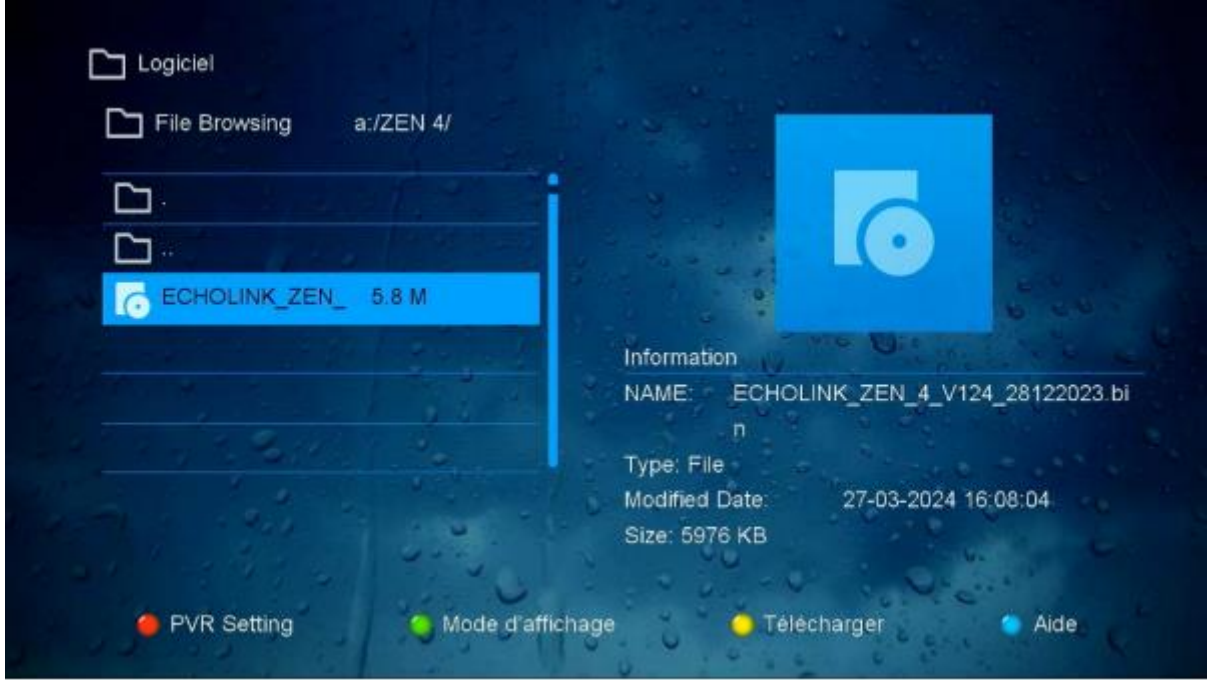 Logiciel
File Browsing a:/ZEN 4/
.
..
ECHOLINK_ZEN_ 5.8 M
Information
NAME: ECHOLINK_ZEN_4_V124_28122023.bi
n
Type: File
Modified Date: 27-03-2024 16:08:04
Size: 5976 KB
PVR Setting Mode d'affichage Télécharger Aide